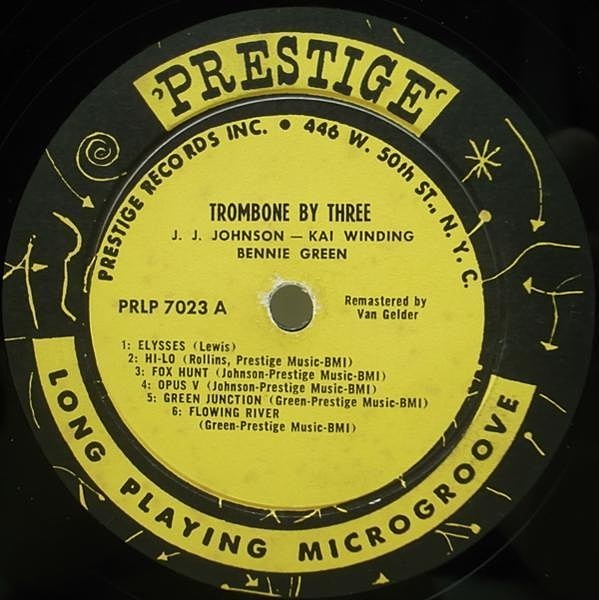 'PRESTIGE'
PRESTIGE RECORDS INC. • 446 W. 50th ST., N.Y.C.
TROMBONE BY THREE
J. J. JOHNSON — KAI WINDING
BENNIE GREEN
PRLP 7023 A
Remastered by
Van Gelder
1: ELYSSES (Lewis)
2: HI-LO (Rollins, Prestige Music-BMI)
3: FOX HUNT (Johnson-Prestige Music-BMI)
4: OPUS V (Johnson-Prestige Music-BMI)
5: GREEN JUNCTION (Green-Prestige Music-BMI)
6: FLOWING RIVER
(Green-Prestige Music-BMI)
LONG PLAYING MICROGROOVE